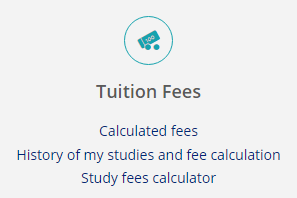 Tuition Fees
Calculated fees
History of my studies and fee calculation
Study fees calculator